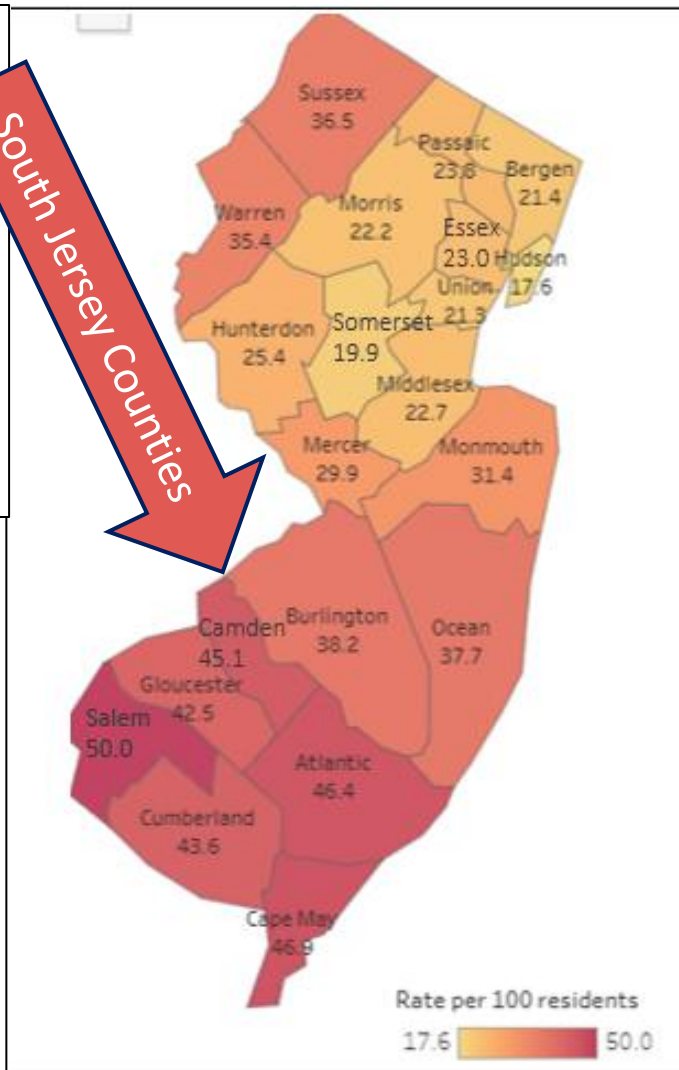 South Jersey Counties
Sussex
36.5
Passaic
23.8
Bergen
21.4
Warren
35.4
Morris
22.2
Essex
23.0
Hudson
17.6
Union
21.3
Hunterdon
25.4
Somerset
19.9
Middlesex
22.7
Mercer
29.9
Monmouth
31.4
Burlington
38.2
Ocean
37.7
Camden
45.1
Gloucester
42.5
Salem
50.0
Atlantic
46.4
Cumberland
43.6
Cape May
46.9
Rate per 100 residents
17.6 50.0